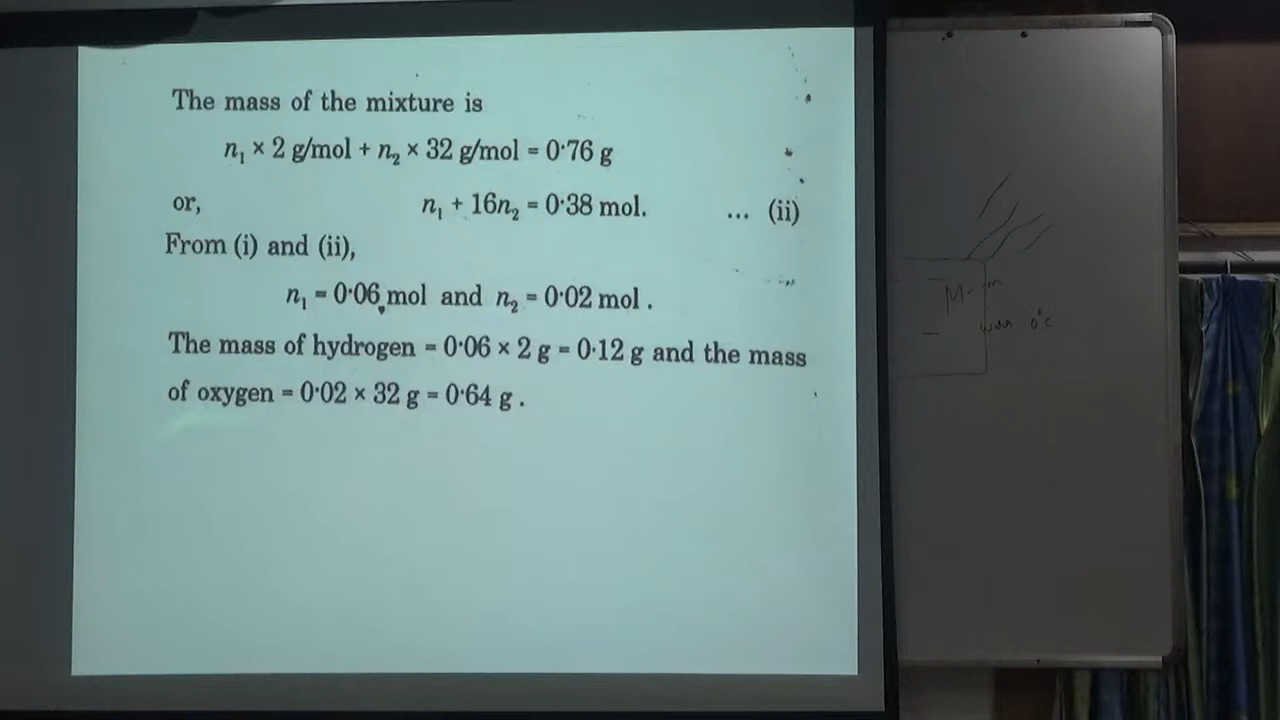 The mass of the mixture is
n₁ × 2 g/mol + n₂ × 32 g/mol = 0·76 g
or, n₁ + 16n₂ = 0·38 mol. ... (ii)
From (i) and (ii),
n₁ = 0·06 mol and n₂ = 0·02 mol .
The mass of hydrogen = 0·06 × 2 g = 0·12 g and the mass
of oxygen = 0·02 × 32 g = 0·64 g .
0°c